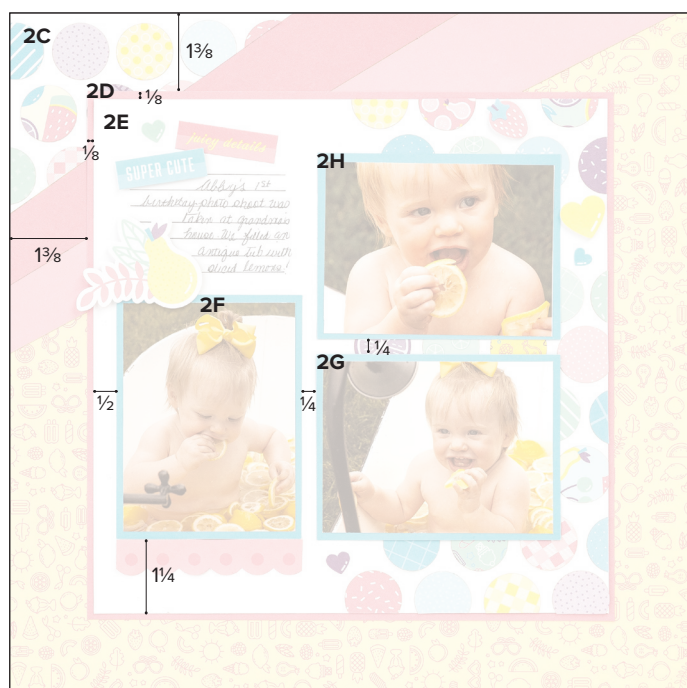 2C
1⅜
2D
⅛
2E
⅛
juicy details
SUPER CUTE
2H
Abby's 1st
birthday photo shoot was
taken at grandma's
house. We filled an
antique tub with
sliced lemons!
1⅜
2F
¼
2G
½
¼
1¼